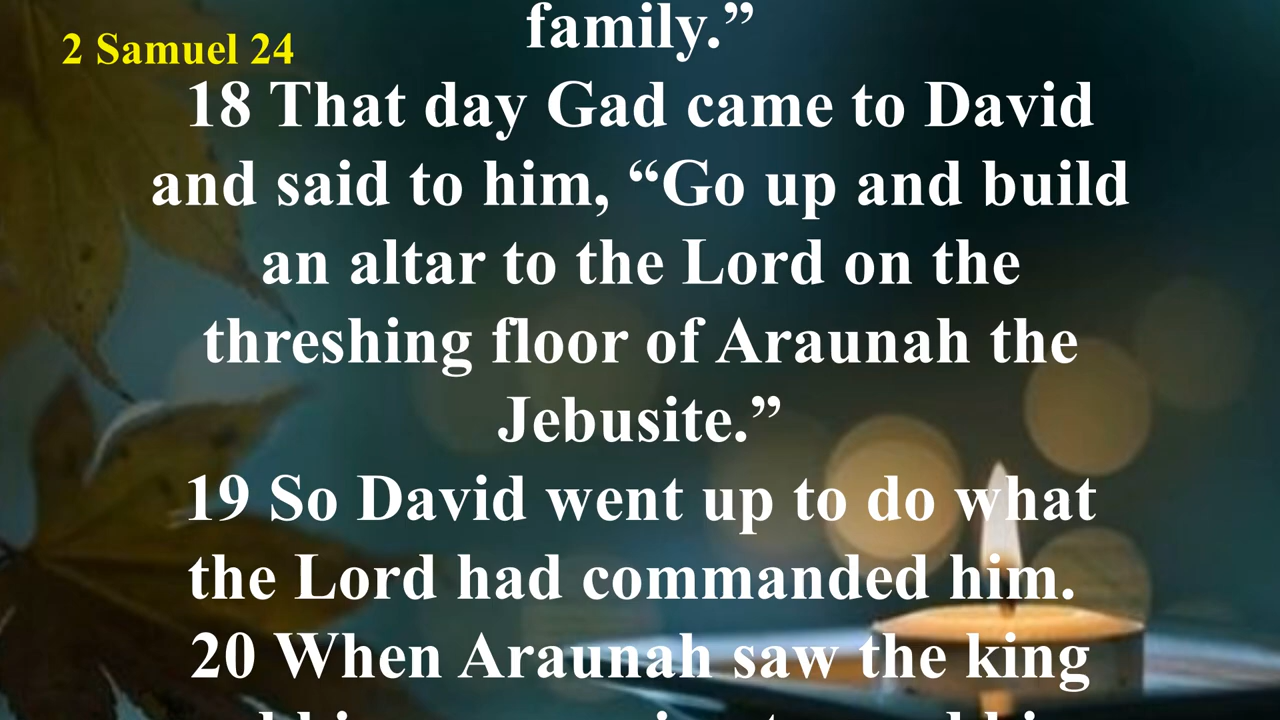 family.”
2 Samuel 24
18 That day Gad came to David
and said to him, “Go up and build
an altar to the Lord on the
threshing floor of Araunah the
Jebusite.”
19 So David went up to do what
the Lord had commanded him.
20 When Araunah saw the king